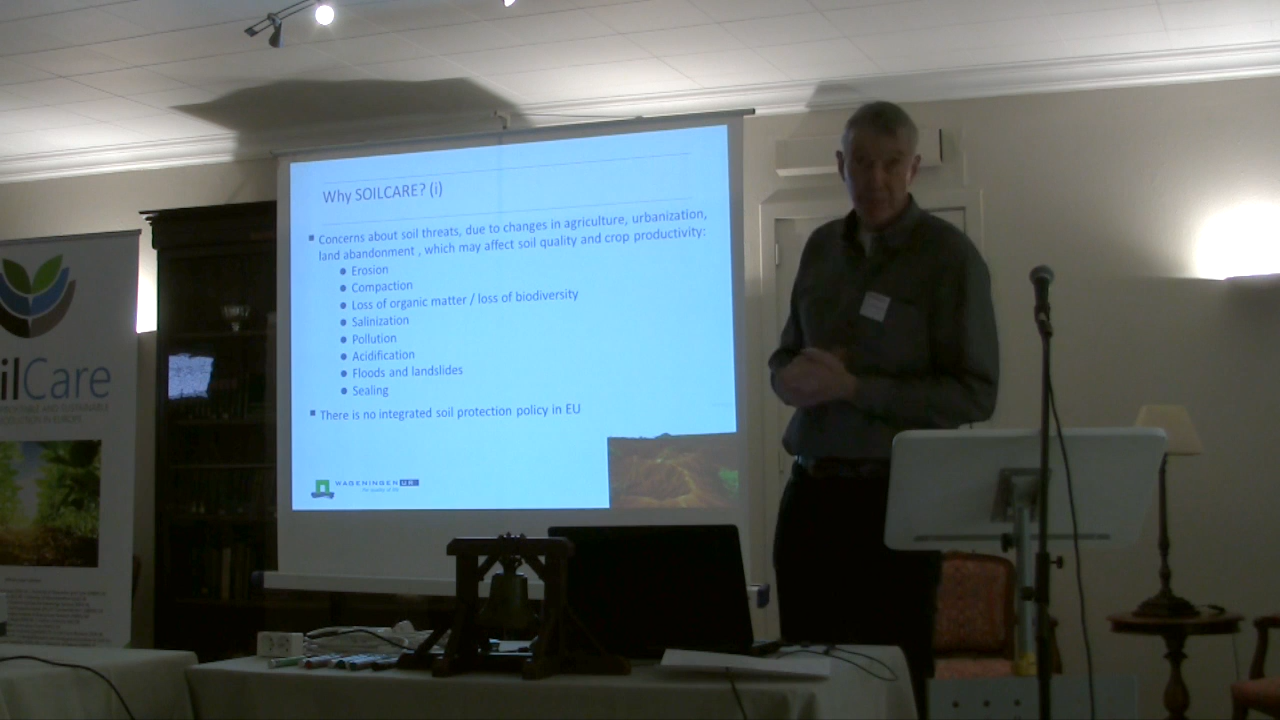 Why SOILCARE? (i)
Concerns about soil threats, due to changes in agriculture, urbanization,
land abandonment , which may affect soil quality and crop productivity:
Erosion
Compaction
Loss of organic matter / loss of biodiversity
Salinization
Pollution
Acidification
Floods and landslides
Sealing
There is no integrated soil protection policy in EU
WAGENINGEN UR
ilCare